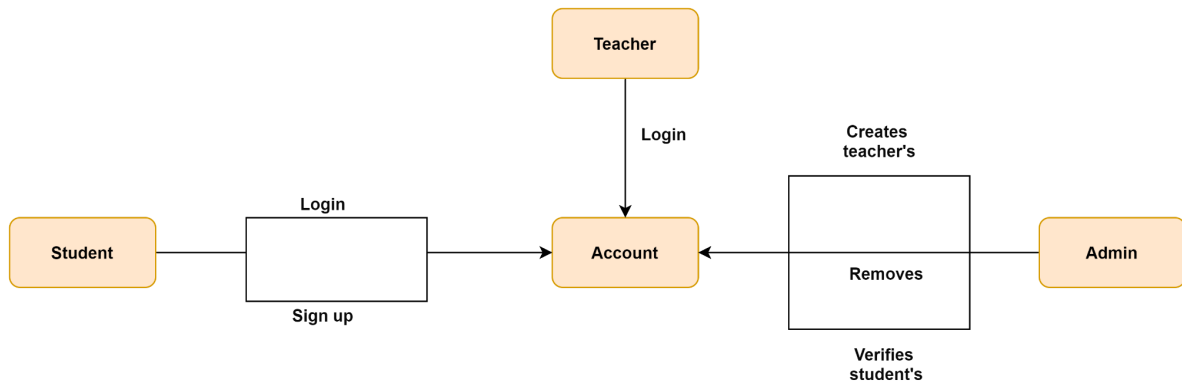 Teacher
Login
Creates
teacher's
Login
Student
Account
Admin
Removes
Sign up
Verifies
student's